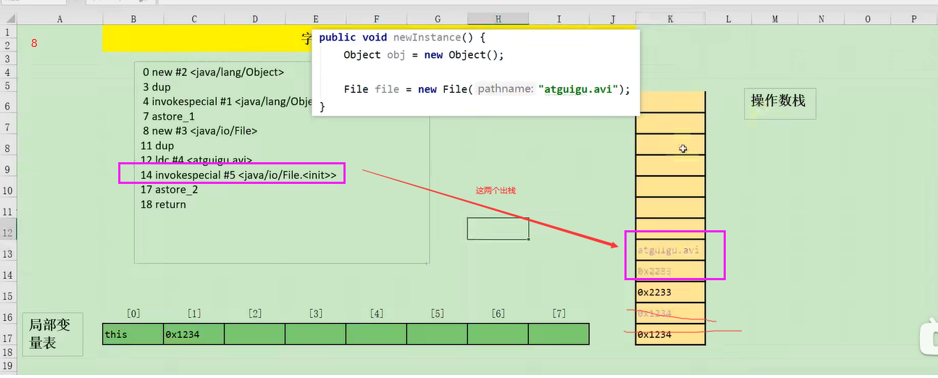 A B C D E F G H I J K L M N O P
1
2
3
4
5
6
7
8
9
10
11
12
13
14
15
16
17
18
19
8
字
public void newInstance() {
Object obj = new Object();
File file = new File( pathname: "atguigu.avi");
}
0 new #2 <java/lang/Object>
3 dup
4 invokespecial #1 <java/lang/Obje
7 astore_1
8 new #3 <java/io/File>
11 dup
12 ldc #4 <atguigu.avi>
14 invokespecial #5 <java/io/File.<init>>
17 astore_2
18 return
这两个出栈
操作数栈
atguigu.avi
0x2233
0x2233
0x1234
0x1234
局部变
量表
[0] [1] [2] [3] [4] [5] [6] [7]
this 0x1234